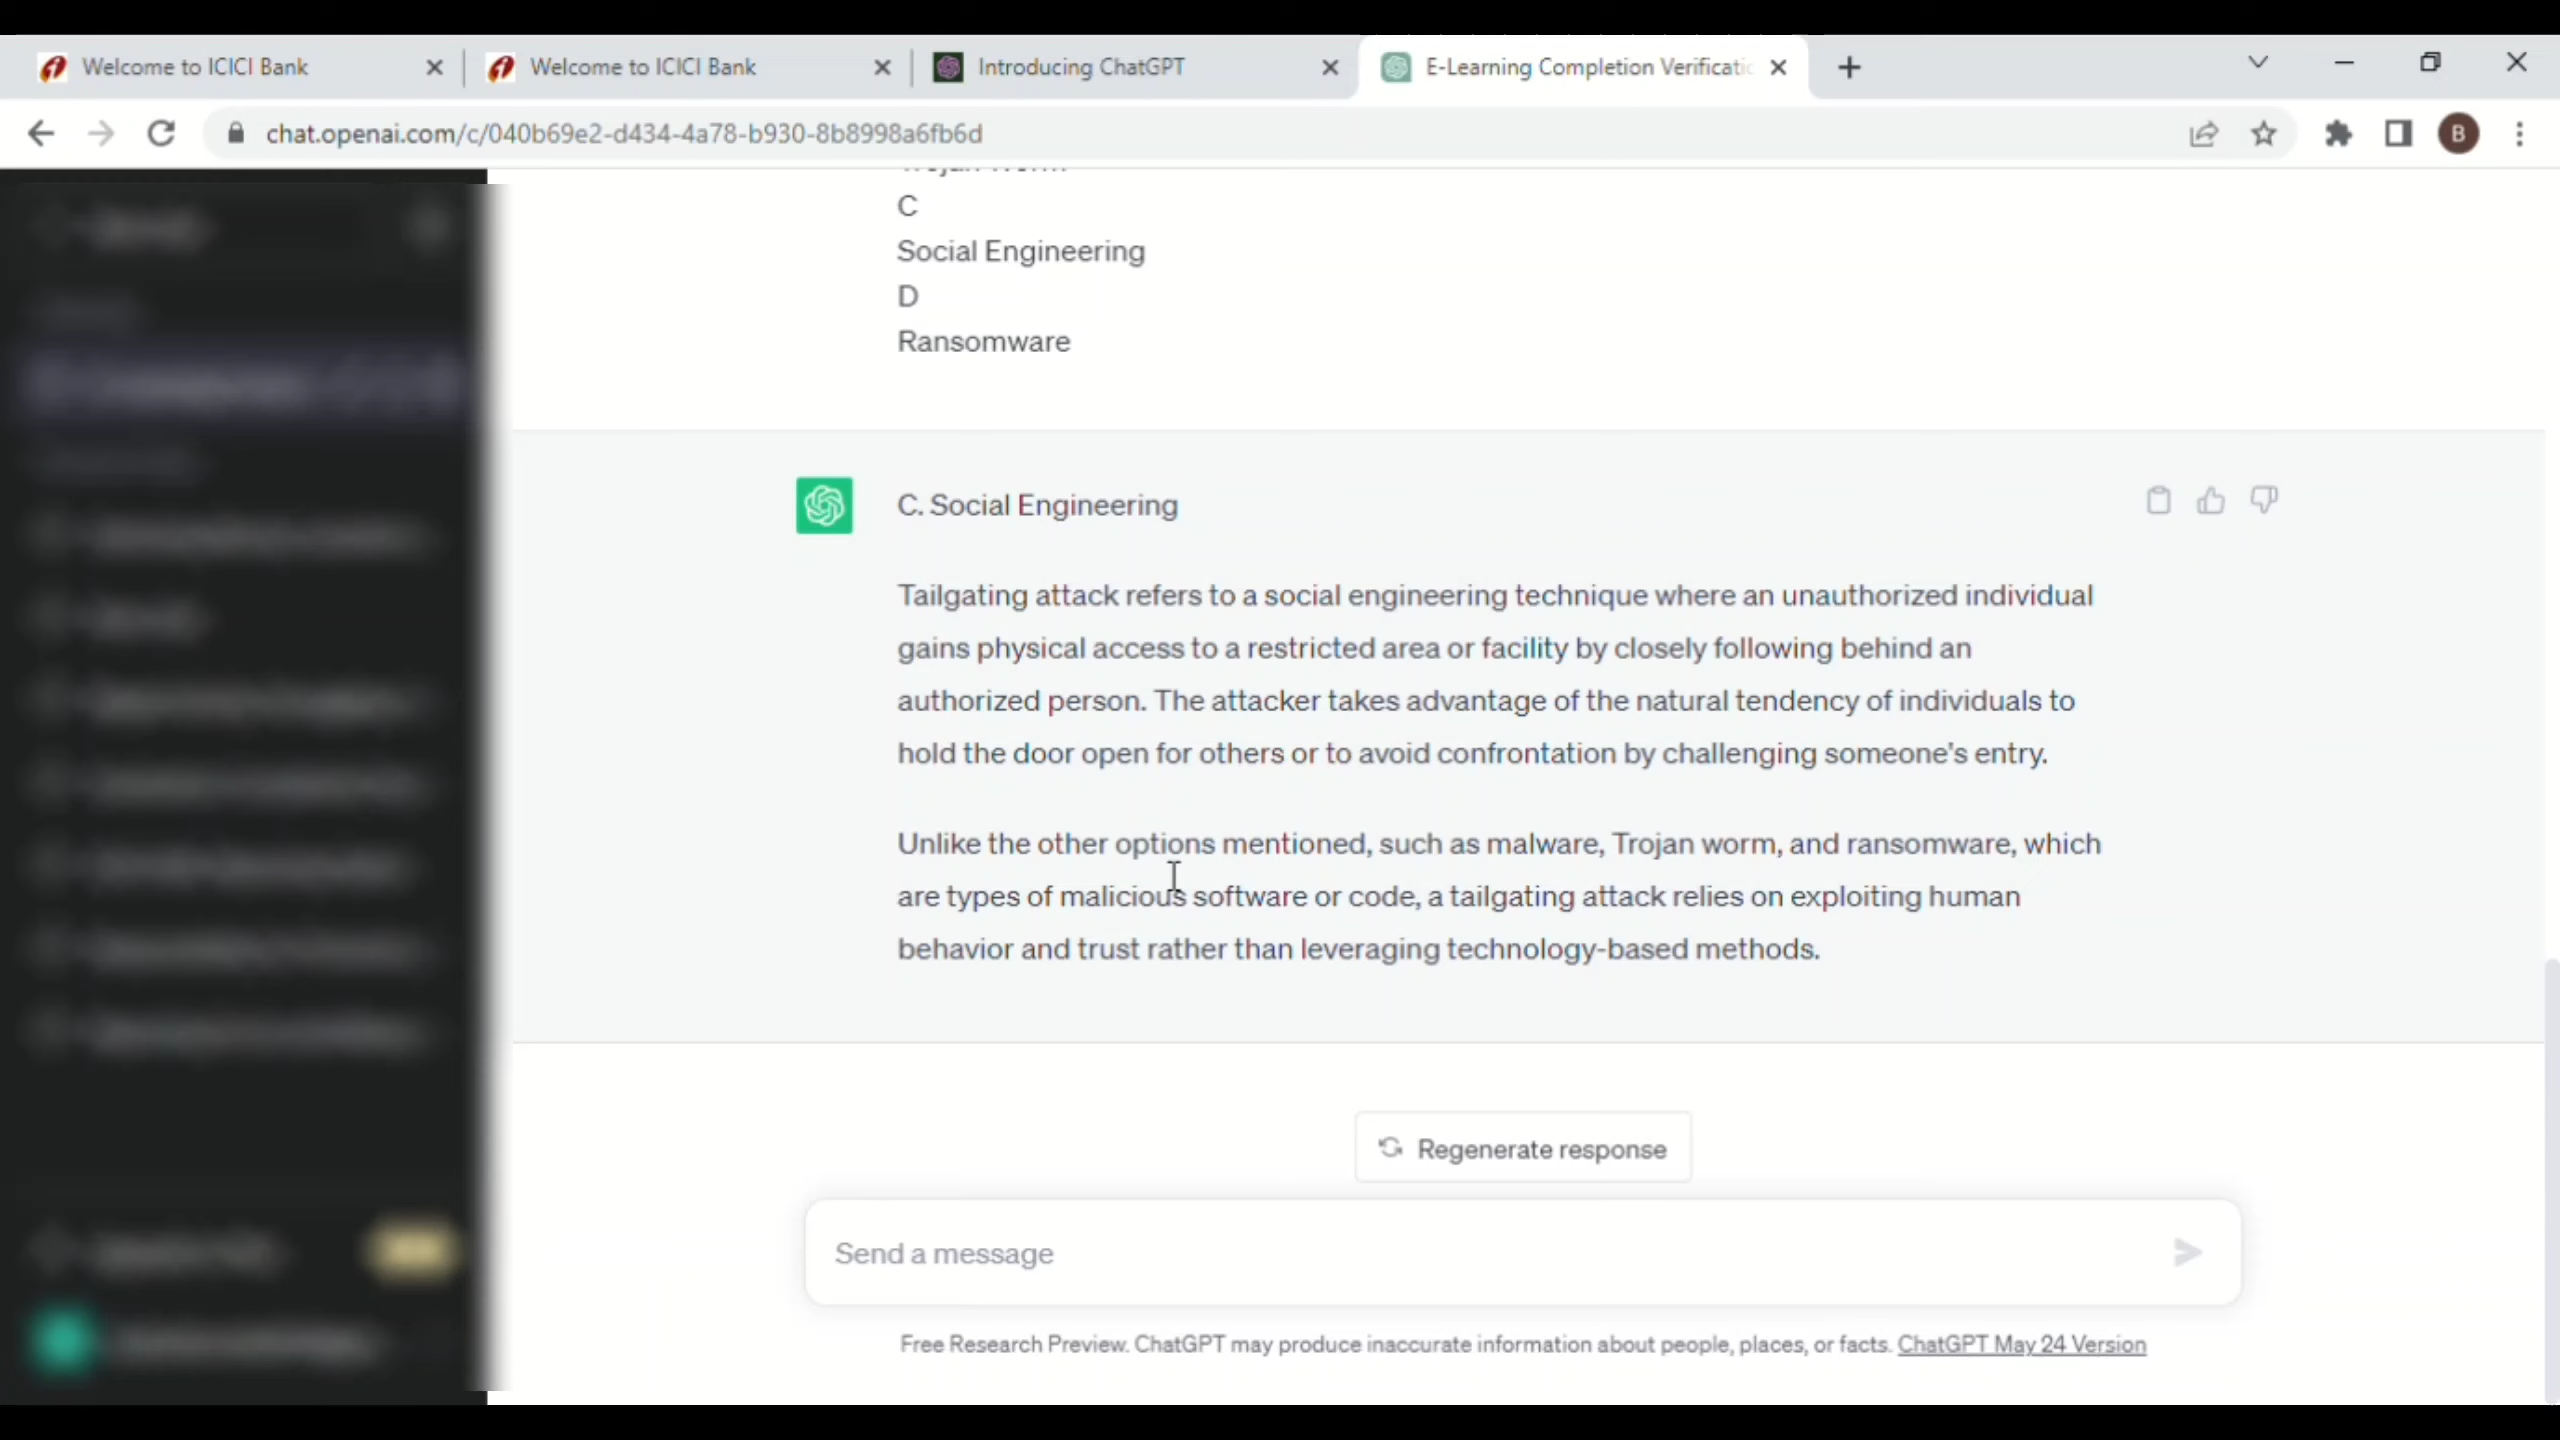 Welcome to ICICI Bank
Welcome to ICICI Bank
Introducing ChatGPT
E-Learning Completion Verificatic
chat.openai.com/c/040b69e2-d434-4a78-b930-8b8998a6fb6d
B
C
Social Engineering
D
Ransomware
C. Social Engineering
Tailgating attack refers to a social engineering technique where an unauthorized individual
gains physical access to a restricted area or facility by closely following behind an
authorized person. The attacker takes advantage of the natural tendency of individuals to
hold the door open for others or to avoid confrontation by challenging someone's entry.
Unlike the other options mentioned, such as malware, Trojan worm, and ransomware, which
are types of malicious software or code, a tailgating attack relies on exploiting human
behavior and trust rather than leveraging technology-based methods.
Regenerate response
Send a message
Free Research Preview. ChatGPT may produce inaccurate information about people, places, or facts. ChatGPT May 24 Version